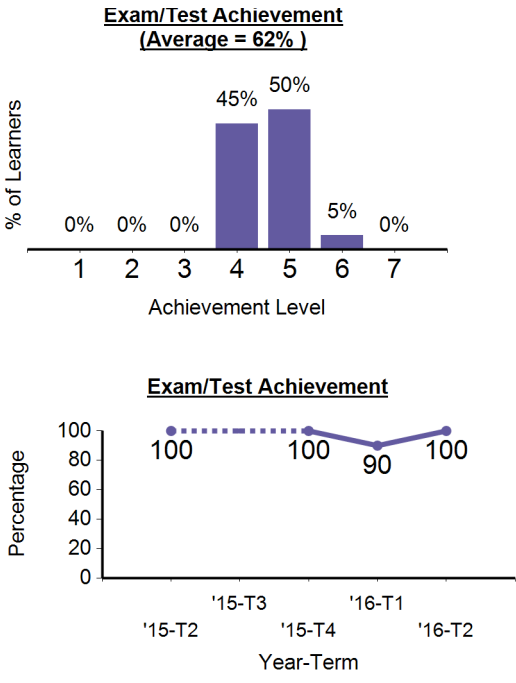 Exam/Test Achievement
(Average = 62% )
% of Learners
0% 0% 0% 45% 50% 5% 0%
1 2 3 4 5 6 7
Achievement Level
Exam/Test Achievement
Percentage
100
80
60
40
20
0
100 100 90 100
'15-T3 '16-T1
'15-T2 '15-T4 '16-T2
Year-Term